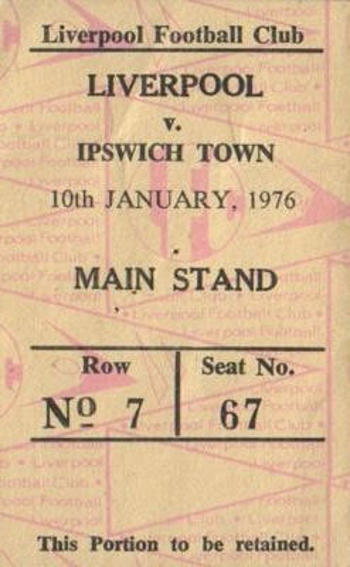 Liverpool Football Club
LIVERPOOL
v.
IPSWICH TOWN
10th JANUARY, 1976
MAIN STAND
Row Seat No.
Nº 7 67
This Portion to be retained.